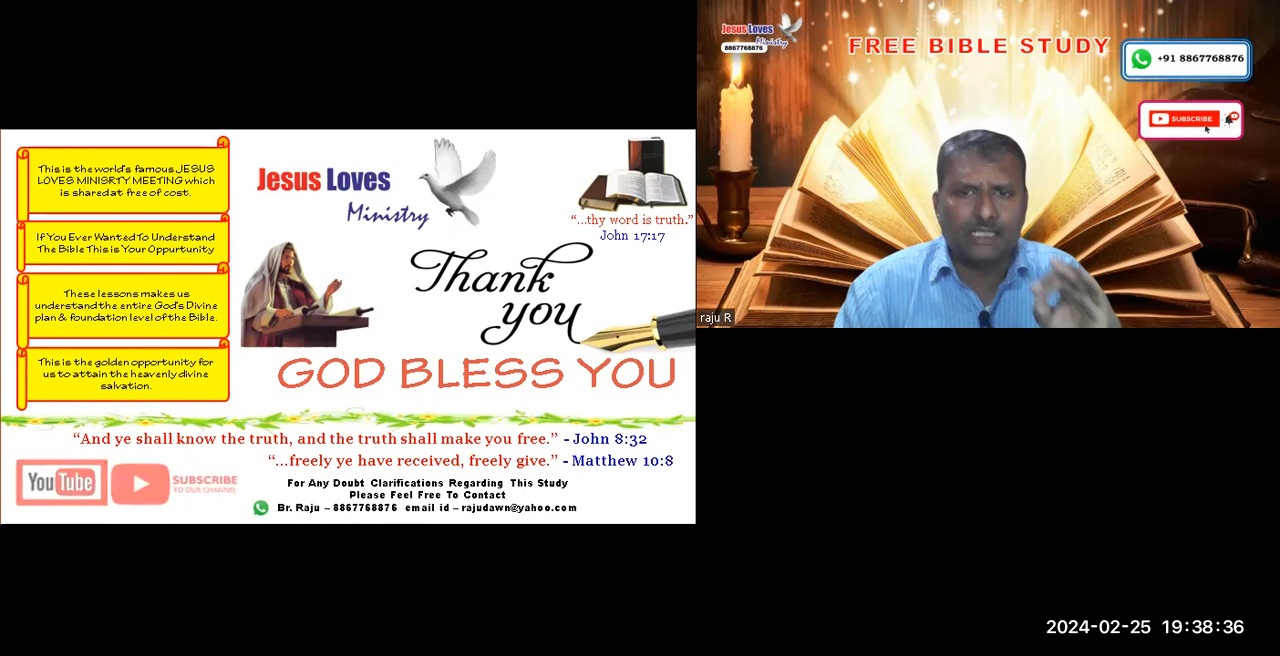 This is the world's famous JESUS
LOVES MINISRTY MEETING which
is shared at free of cost.
If You Ever Wanted To Understand
The Bible This is Your Oppurtunity
These lessons makes us
understand the entire God's Divine
plan & foundation level of the Bible.
This is the golden opportunity for
us to attain the heavenly divine
salvation.
Jesus Loves
Ministry
"...thy word is truth."
John 17:17
Thank
you
GOD BLESS YOU
"And ye shall know the truth, and the truth shall make you free." - John 8:32
"...freely ye have received, freely give." - Matthew 10:8
YouTube
SUBSCRIBE
TO OUR CHANNEL
For Any Doubt Clarifications Regarding This Study
Please Feel Free To Contact
Br. Raju – 8867768876 email id – rajudawn@yahoo.com
Jesus Loves
Ministry
8867768876
FREE BIBLE STUDY
+91 8867768876
SUBSCRIBE
raju R
2024-02-25 19:38:36